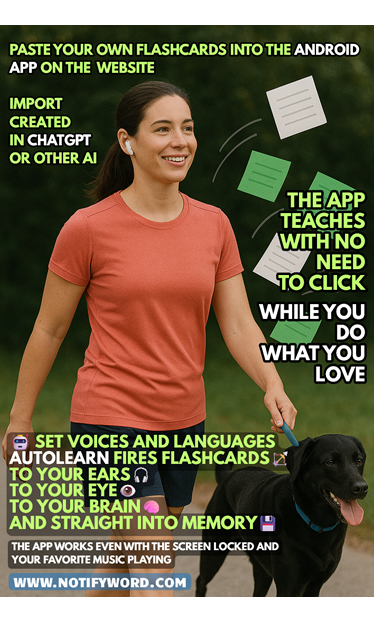 PASTE YOUR OWN FLASHCARDS INTO THE ANDROID
APP ON THE WEBSITE
IMPORT
CREATED
IN CHATGPT
OR OTHER AI
THE APP
TEACHES
WITH NO
NEED
TO CLICK
WHILE YOU
DO
WHAT YOU
LOVE
🤖 SET VOICES AND LANGUAGES
AUTOLEARN FIRES FLASHCARDS 🏹
TO YOUR EARS 🎧
TO YOUR EYE 👁️
TO YOUR BRAIN 🧠
AND STRAIGHT INTO MEMORY 💾
THE APP WORKS EVEN WITH THE SCREEN LOCKED AND
YOUR FAVORITE MUSIC PLAYING
WWW.NOTIFYWORD.COM